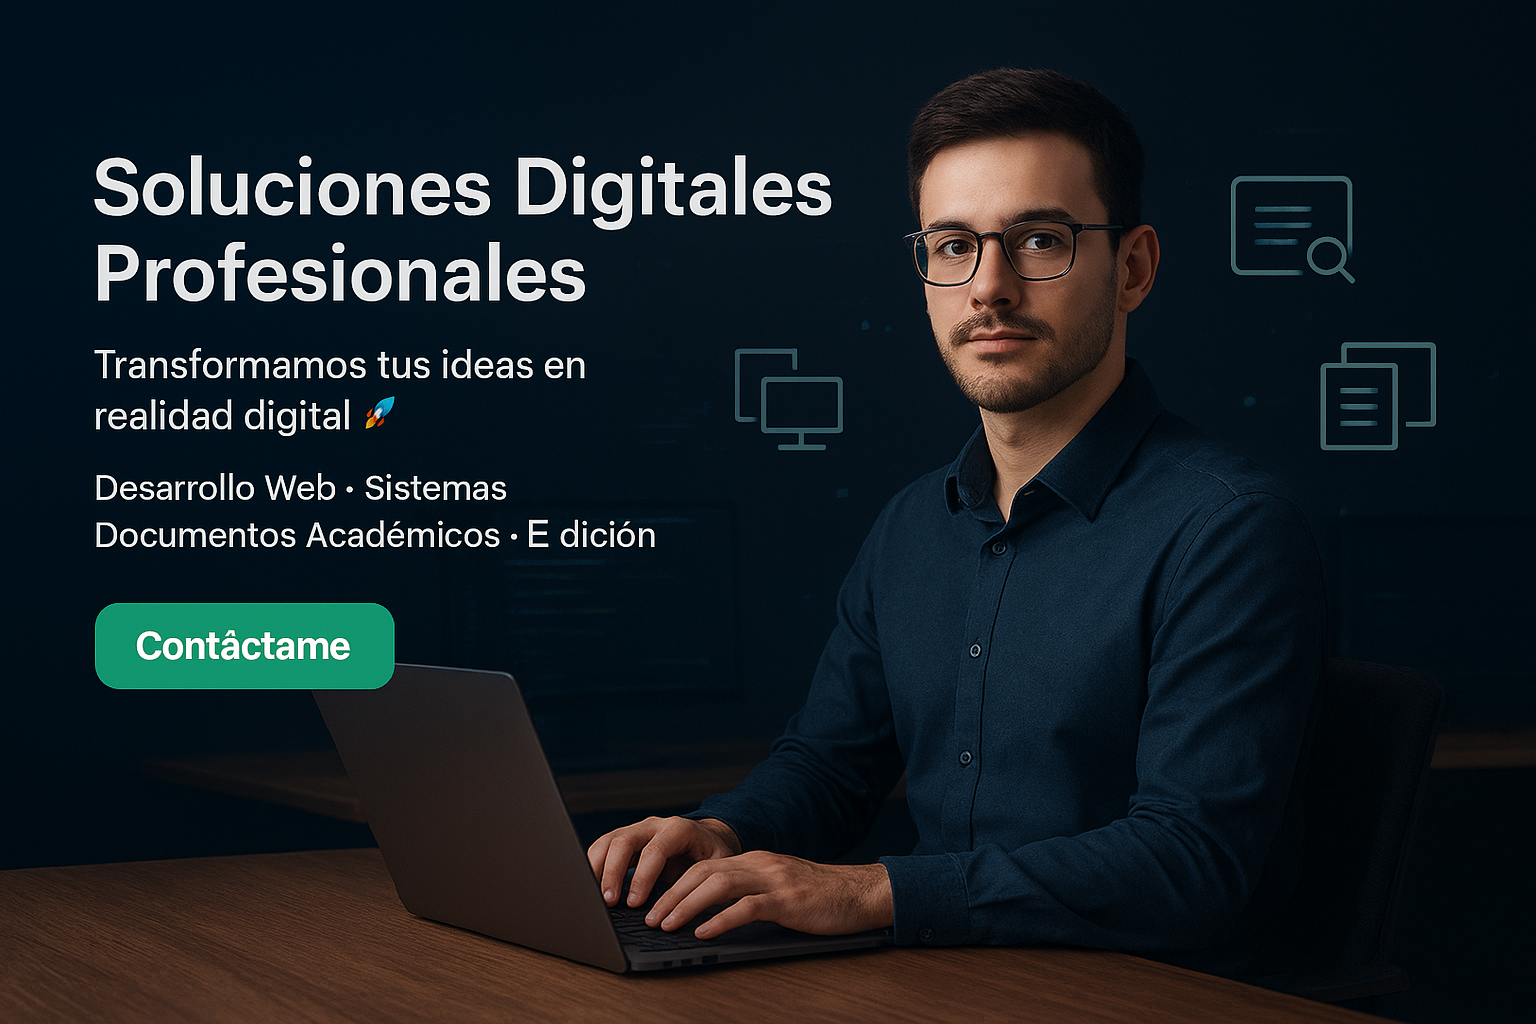 Soluciones Digitales
Profesionales
Transformamos tus ideas en
realidad digital 🚀
Desarrollo Web · Sistemas
Documentos Académicos · E dición
Contâctame